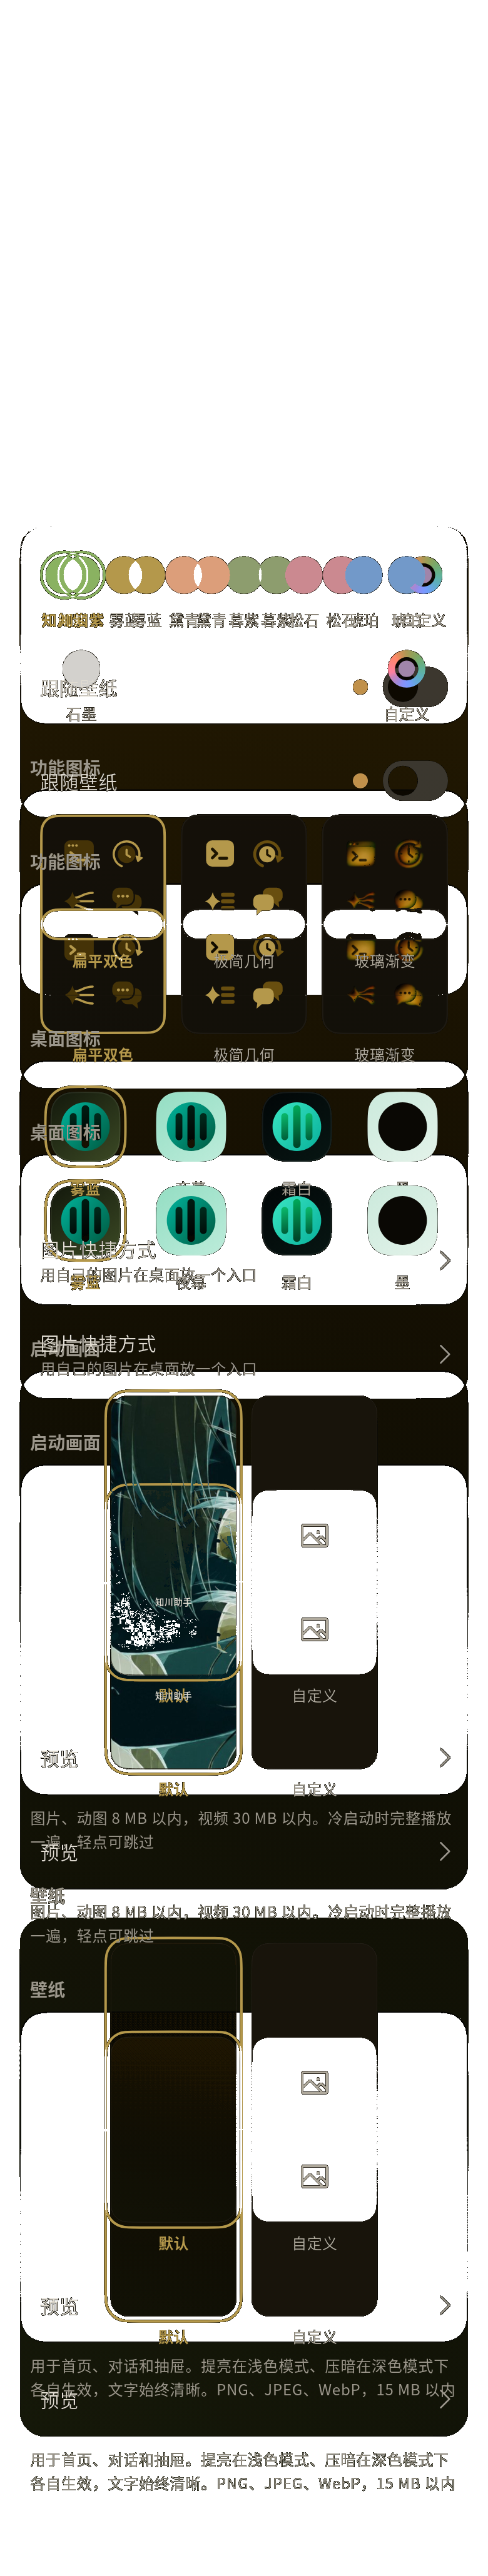 雾蓝 黛青 暮紫 松石 琥珀 自定义
跟随壁纸
石墨 自定义
功能图标
跟随壁纸
功能图标
扁平双色 极简几何 玻璃渐变
桌面图标
扁平双色 极简几何 玻璃渐变
桌面图标
雾蓝 霜白 墨
图片快捷方式
用自己的图片在桌面放一个入口
雾蓝 夜幕 霜白 墨
图片快捷方式
启动画面
用自己的图片在桌面放一个入口
启动画面
知川助手
默认 自定义
预览
默认 自定义
图片、动图 8 MB 以内，视频 30 MB 以内。冷启动时完整播放
一遍，轻点可跳过
预览
壁纸
图片、动图 8 MB 以内，视频 30 MB 以内。冷启动时完整播放
一遍，轻点可跳过
壁纸
默认 自定义
预览
默认 自定义
用于首页、对话和抽屉。提亮在浅色模式、压暗在深色模式下
各自生效，文字始终清晰。PNG、JPEG、WebP，15 MB 以内
预览
用于首页、对话和抽屉。提亮在浅色模式、压暗在深色模式下
各自生效，文字始终清晰。PNG、JPEG、WebP，15 MB 以内